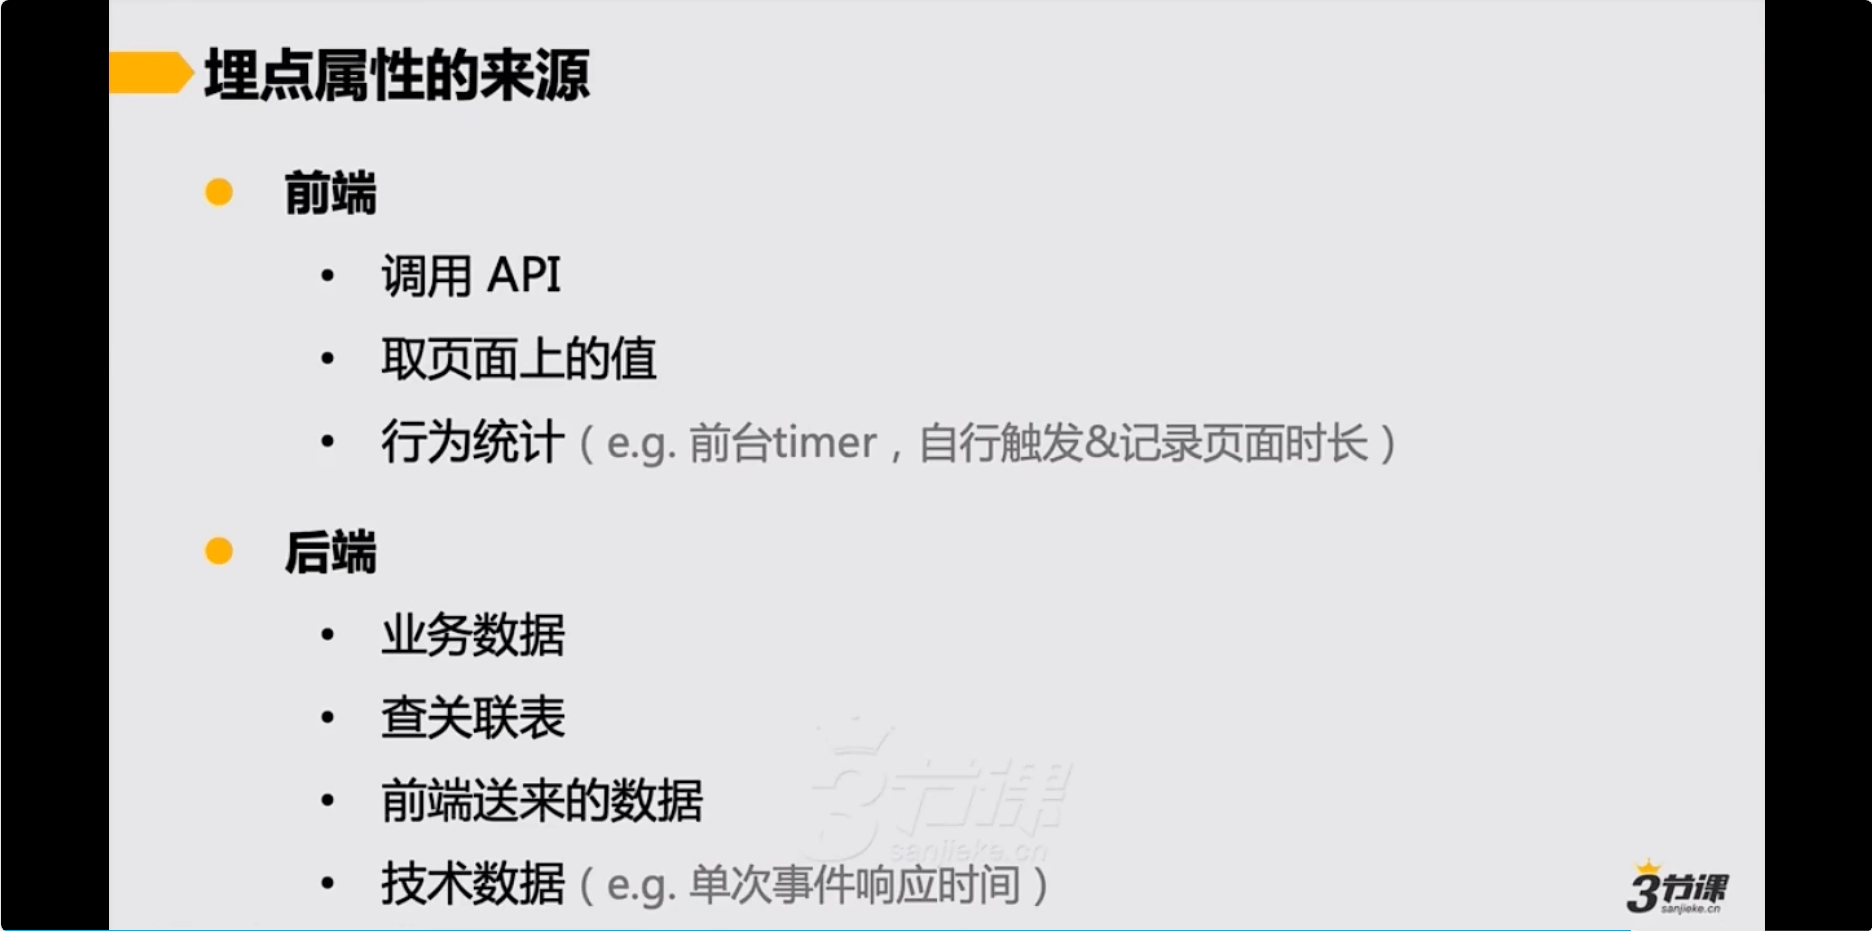 埋点属性的来源
前端
• 调用 API
• 取页面上的值
• 行为统计（e.g. 前台timer，自行触发&记录页面时长）
后端
• 业务数据
• 查关联表
• 前端送来的数据
• 技术数据（e.g. 单次事件响应时间）
3节课
sanjieke.cn
3节课
sanjieke.cn